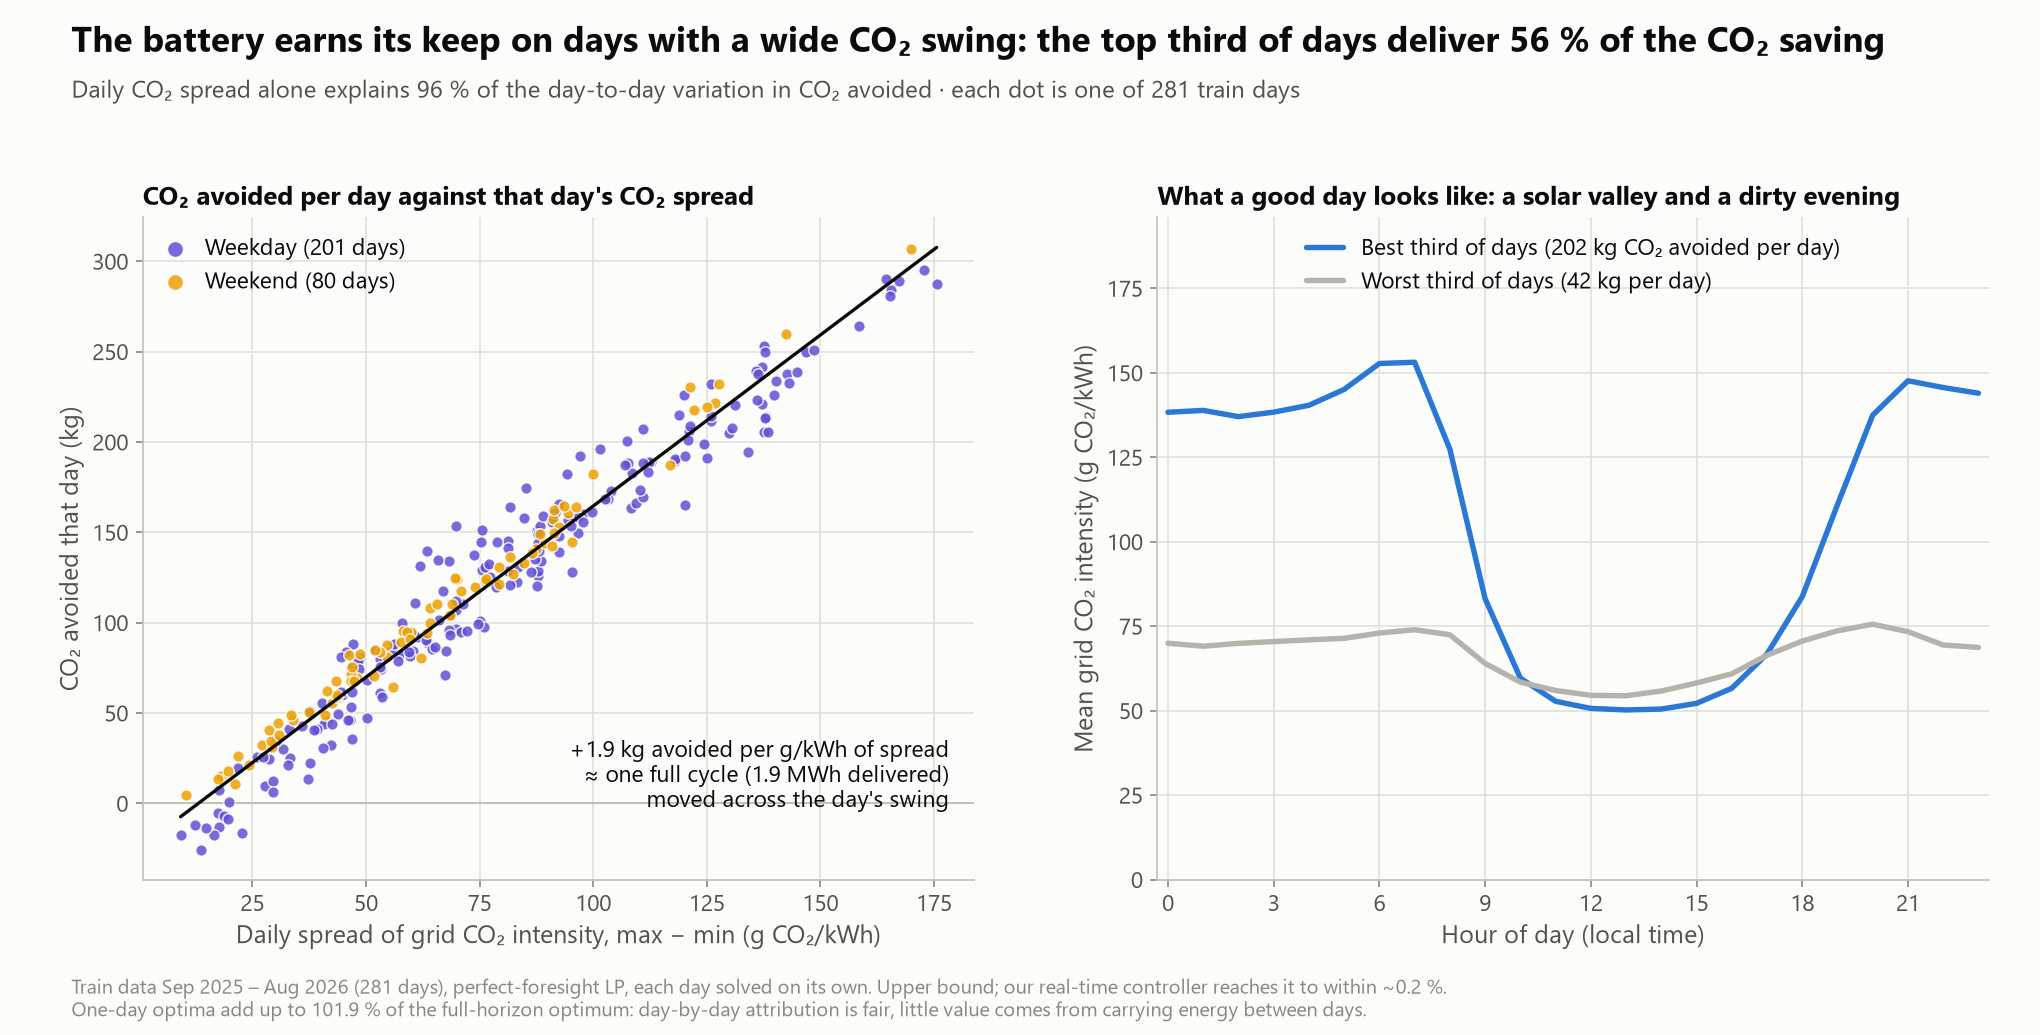 The battery earns its keep on days with a wide CO₂ swing: the top third of days deliver 56 % of the CO₂ saving
Daily CO₂ spread alone explains 96 % of the day-to-day variation in CO₂ avoided · each dot is one of 281 train days
CO₂ avoided per day against that day's CO₂ spread
Weekday (201 days)
Weekend (80 days)
CO₂ avoided that day (kg)
300
250
200
150
100
50
0
+1.9 kg avoided per g/kWh of spread
≈ one full cycle (1.9 MWh delivered)
moved across the day's swing
25 50 75 100 125 150 175
Daily spread of grid CO₂ intensity, max − min (g CO₂/kWh)
What a good day looks like: a solar valley and a dirty evening
Best third of days (202 kg CO₂ avoided per day)
Worst third of days (42 kg per day)
Mean grid CO₂ intensity (g CO₂/kWh)
175
150
125
100
75
50
25
0
0 3 6 9 12 15 18 21
Hour of day (local time)
Train data Sep 2025 – Aug 2026 (281 days), perfect-foresight LP, each day solved on its own. Upper bound; our real-time controller reaches it to within ~0.2 %.
One-day optima add up to 101.9 % of the full-horizon optimum: day-by-day attribution is fair, little value comes from carrying energy between days.